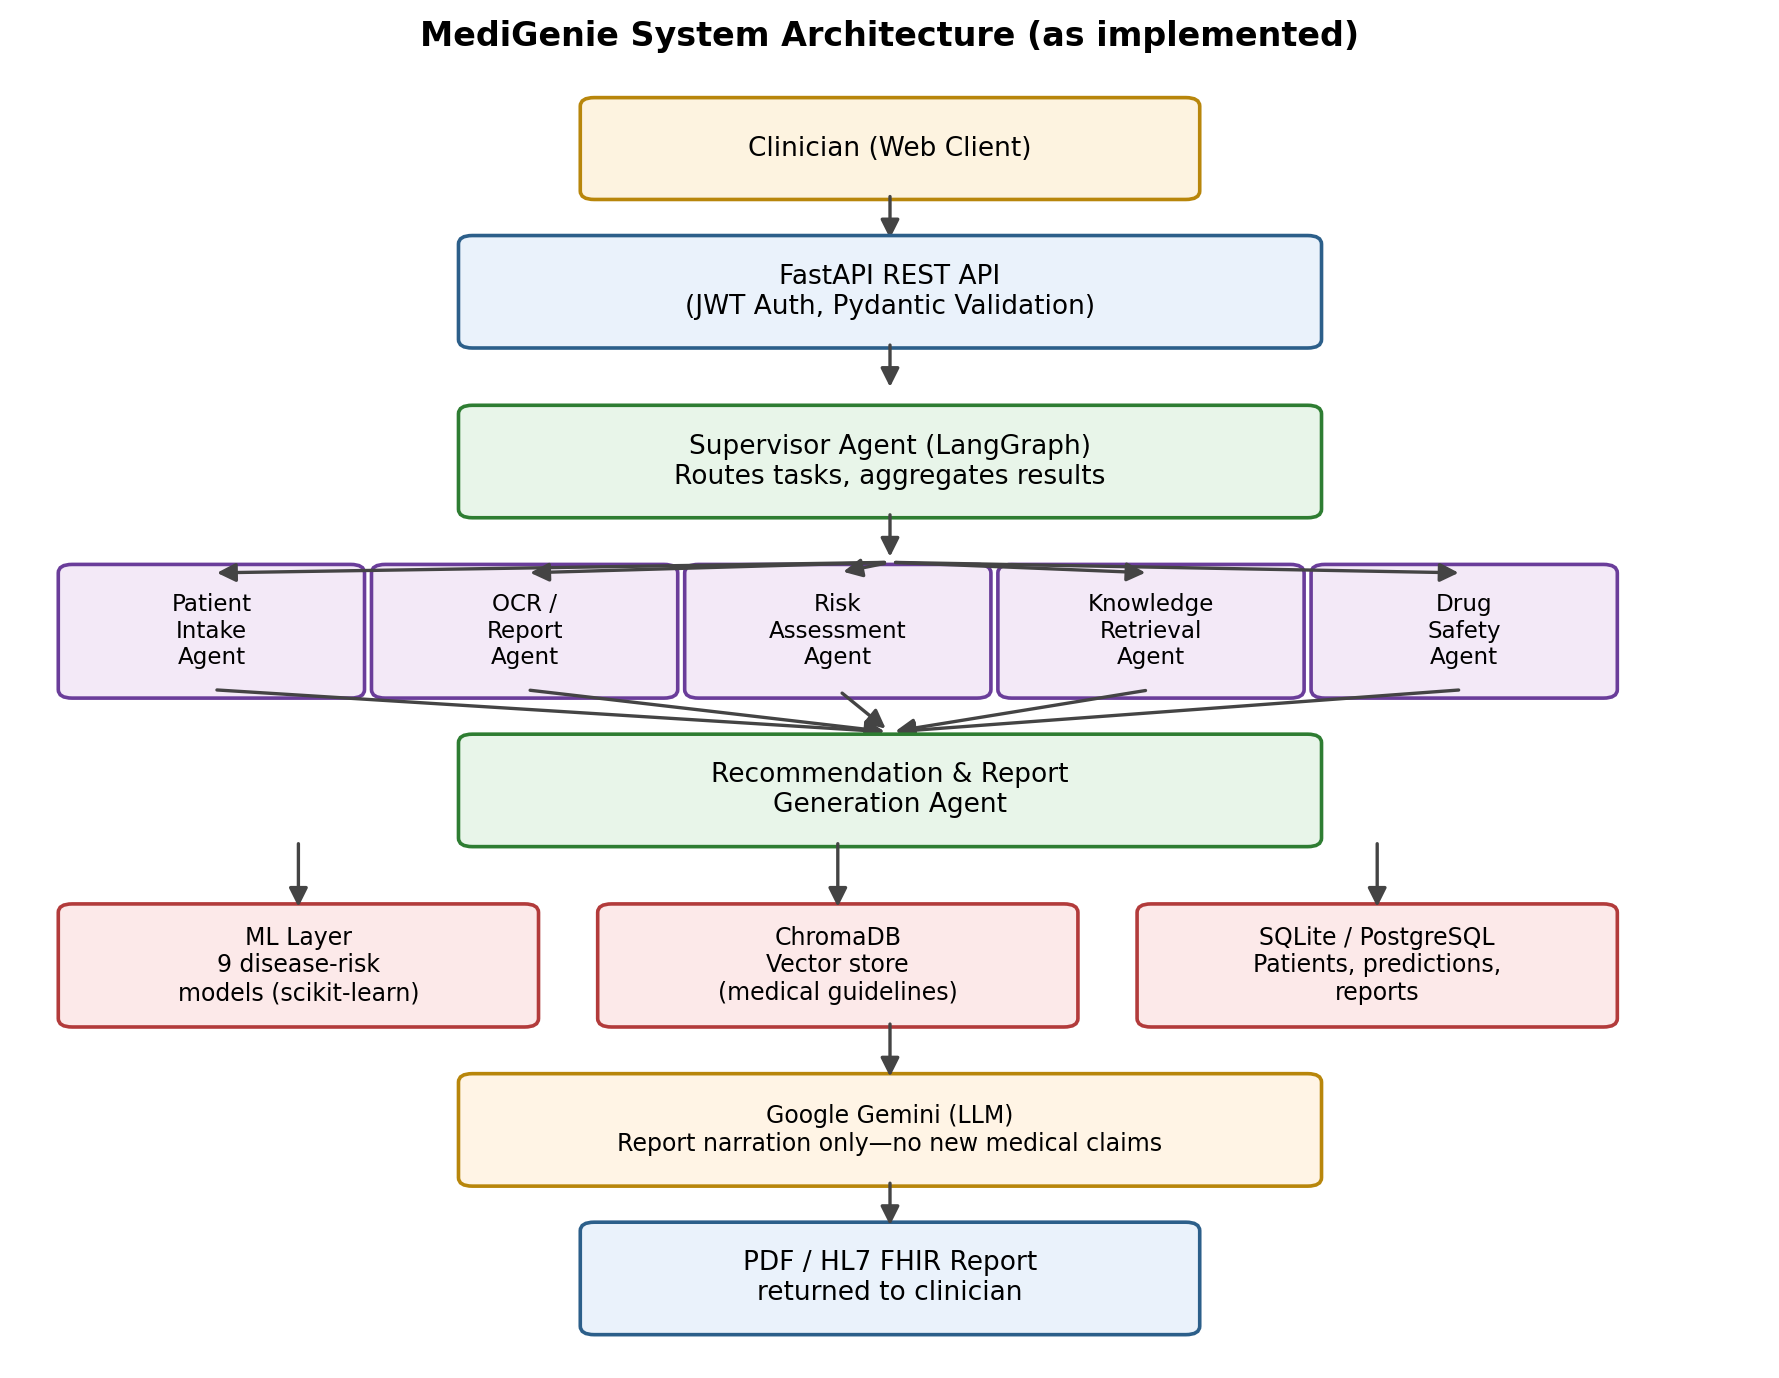 MediGenie System Architecture (as implemented)
Clinician (Web Client)
FastAPI REST API
(JWT Auth, Pydantic Validation)
Supervisor Agent (LangGraph)
Routes tasks, aggregates results
Patient
Intake
Agent
OCR /
Report
Agent
Risk
Assessment
Agent
Knowledge
Retrieval
Agent
Drug
Safety
Agent
Recommendation & Report
Generation Agent
ML Layer
9 disease-risk
models (scikit-learn)
ChromaDB
Vector store
(medical guidelines)
SQLite / PostgreSQL
Patients, predictions,
reports
Google Gemini (LLM)
Report narration only—no new medical claims
PDF / HL7 FHIR Report
returned to clinician